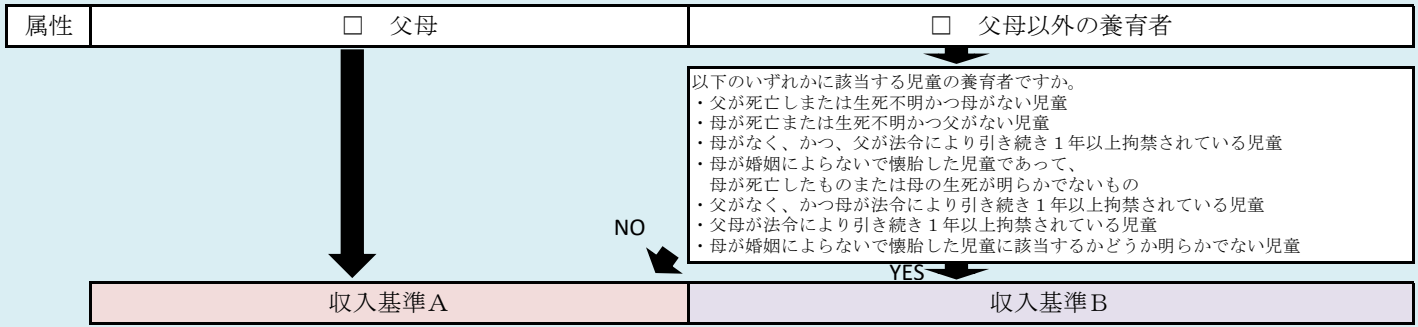 属性
□ 父母
□ 父母以外の養育者
以下のいずれかに該当する児童の養育者ですか。
・父が死亡しまたは生死不明かつ母がない児童
・母が死亡または生死不明かつ父がない児童
・母がなく、かつ、父が法令により引き続き１年以上拘禁されている児童
・母が婚姻によらないで懐胎した児童であって、
母が死亡したものまたは母の生死が明らかでないもの
・父がなく、かつ母が法令により引き続き１年以上拘禁されている児童
・父母が法令により引き続き１年以上拘禁されている児童
・母が婚姻によらないで懐胎した児童に該当するかどうか明らかでない児童
NO
YES
収入基準Ａ
収入基準Ｂ